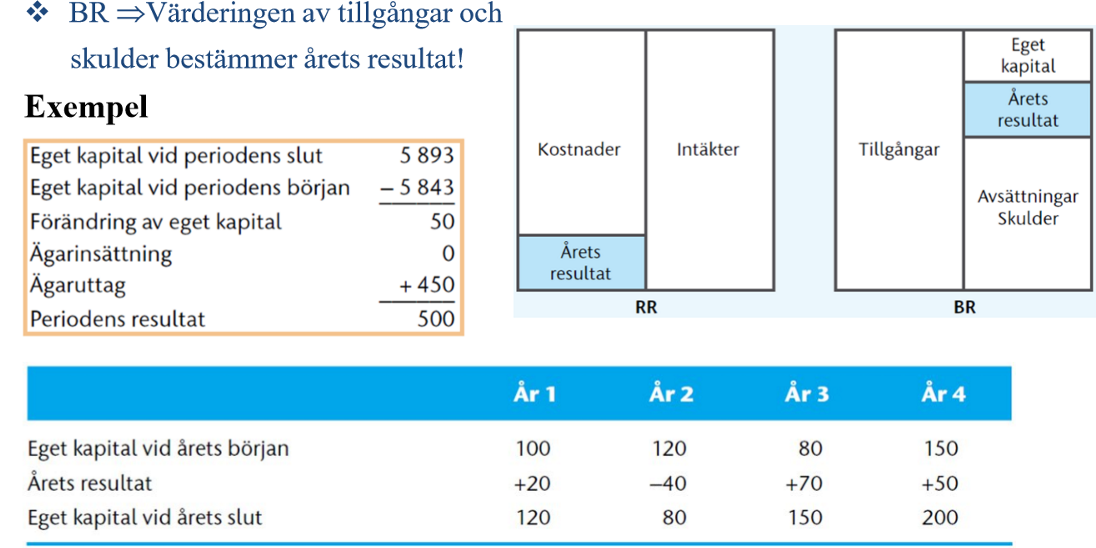 ❖ BR ⇒Värderingen av tillgångar och
skulder bestämmer årets resultat!
Exempel
Eget kapital vid periodens slut 5 893
Eget kapital vid periodens början – 5 843
Förändring av eget kapital 50
Ägarinsättning 0
Ägaruttag + 450
Periodens resultat 500
Kostnader
Intäkter
Årets
resultat
RR
Tillgångar
Eget
kapital
Årets
resultat
Avsättningar
Skulder
BR
År 1 År 2 År 3 År 4
Eget kapital vid årets början 100 120 80 150
Årets resultat +20 –40 +70 +50
Eget kapital vid årets slut 120 80 150 200